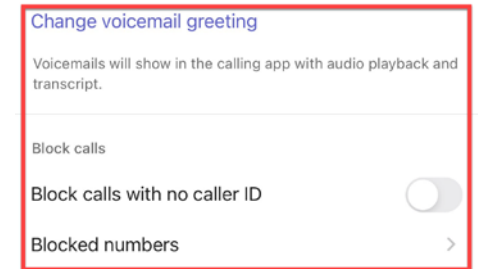 Change voicemail greeting
Voicemails will show in the calling app with audio playback and
transcript.
Block calls
Block calls with no caller ID
Blocked numbers